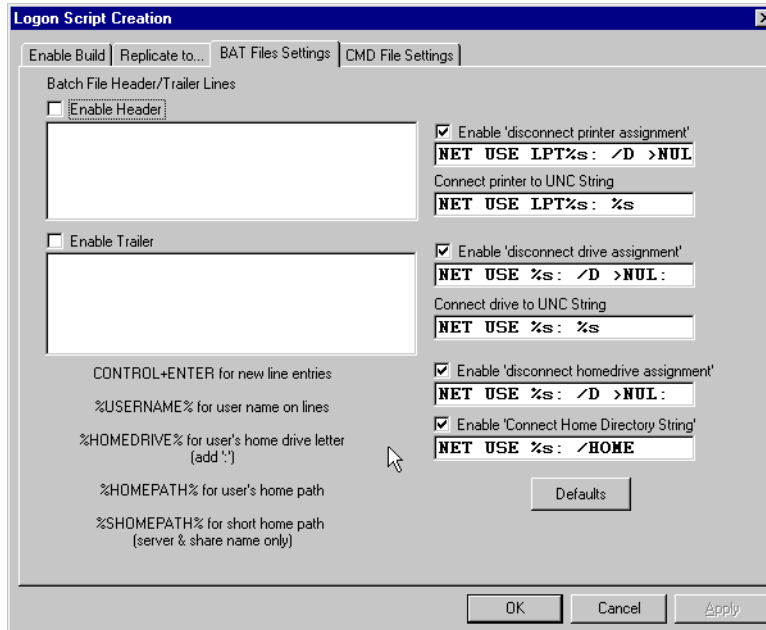 Logon Script Creation
Enable Build
Replicate to...
BAT Files Settings
CMD File Settings
Batch File Header/Trailer Lines
Enable Header
Enable 'disconnect printer assignment'
NET USE LPT%s: /D >NUL
Connect printer to UNC String
NET USE LPT%s: %s
Enable Trailer
Enable 'disconnect drive assignment'
NET USE %s: /D >NUL:
Connect drive to UNC String
NET USE %s: %s
CONTROL+ENTER for new line entries
%USERNAME% for user name on lines
%HOMEDRIVE% for user's home drive letter
(add ':')
%HOMEPATH% for user's home path
%SHOMEPATH% for short home path
(server & share name only)
Enable 'disconnect homedrive assignment'
NET USE %s: /D >NUL:
Enable 'Connect Home Directory String'
NET USE %s: /HOME
Defaults
OK
Cancel
Apply